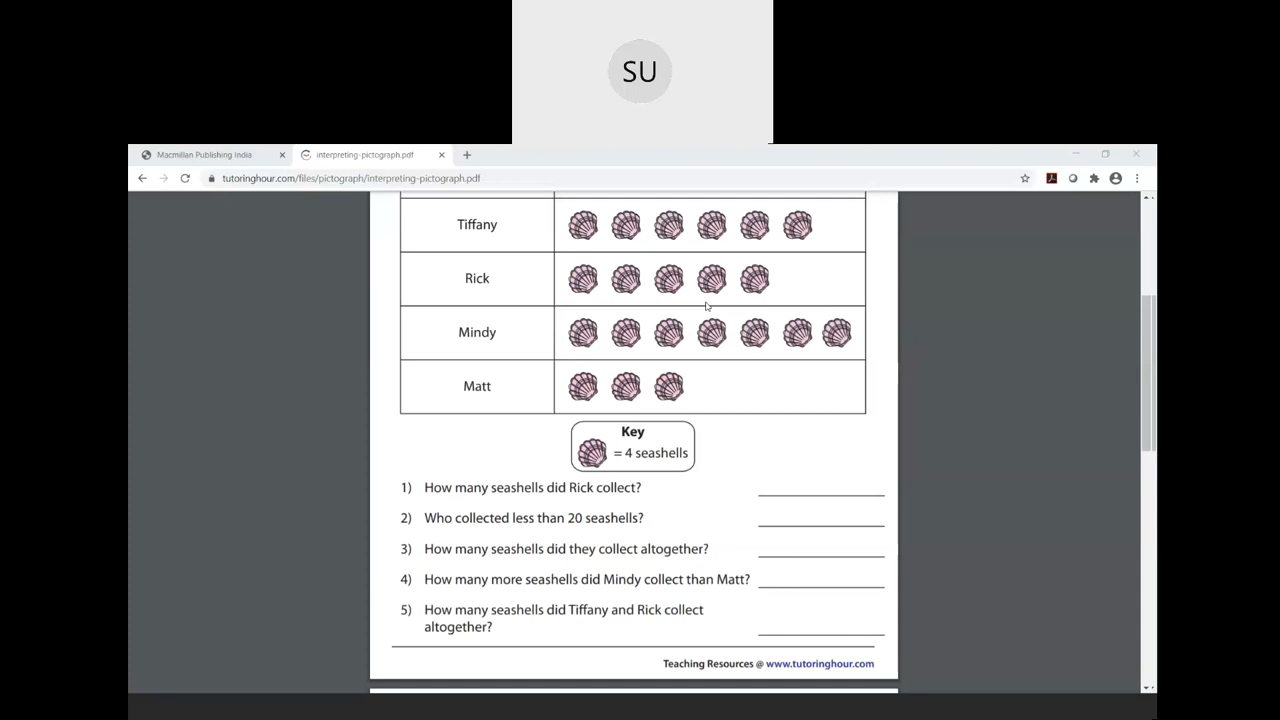 SU
Macmillan Publishing India
interpreting-pictograph.pdf
tutoringhour.com/files/pictograph/interpreting-pictograph.pdf
Tiffany
Rick
Mindy
Matt
Key
= 4 seashells
1) How many seashells did Rick collect?
2) Who collected less than 20 seashells?
3) How many seashells did they collect altogether?
4) How many more seashells did Mindy collect than Matt?
5) How many seashells did Tiffany and Rick collect
altogether?
Teaching Resources @ www.tutoringhour.com